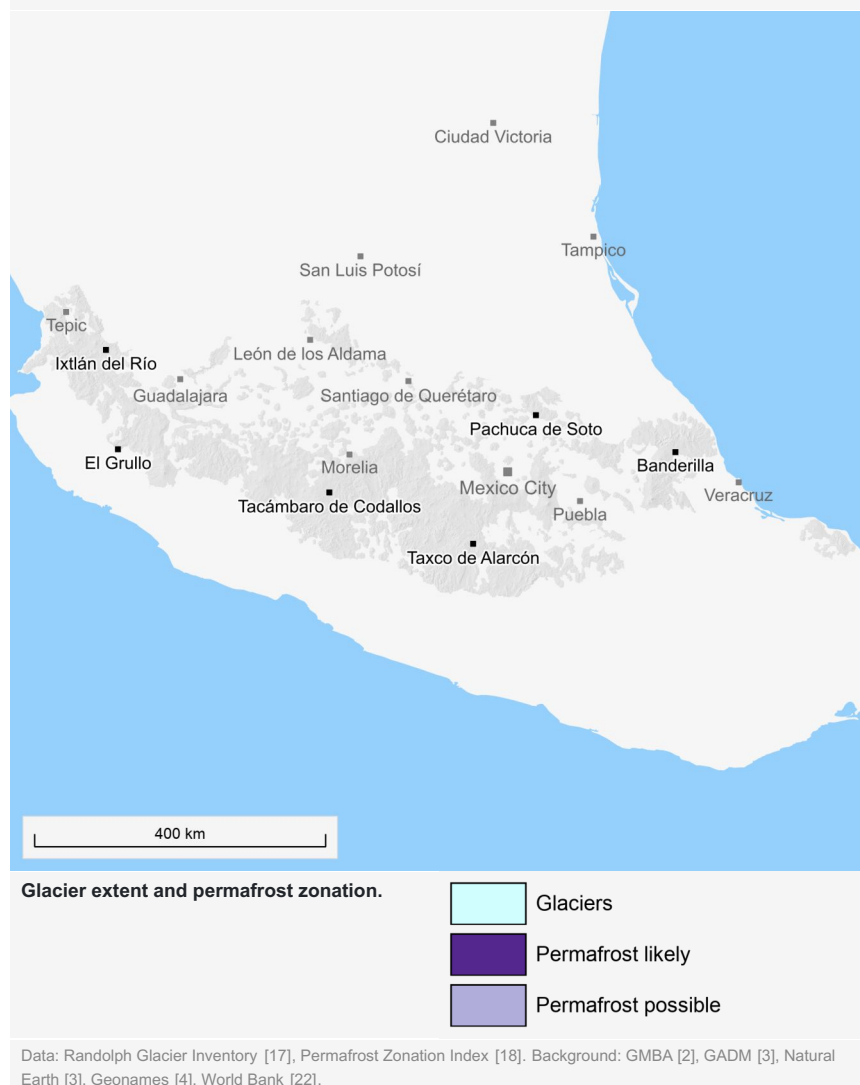 Ciudad Victoria
Tampico
San Luis Potosí
Tepic
León de los Aldama
Ixtlán del Río
Guadalajara
Santiago de Querétaro
Pachuca de Soto
El Grullo
Morelia
Banderilla
Mexico City
Veracruz
Tacámbaro de Codallos
Puebla
Taxco de Alarcón
400 km
Glacier extent and permafrost zonation.
Glaciers
Permafrost likely
Permafrost possible
Data: Randolph Glacier Inventory [17], Permafrost Zonation Index [18]. Background: GMBA [2], GADM [3], Natural
Earth [3], Geonames [4], World Bank [22].